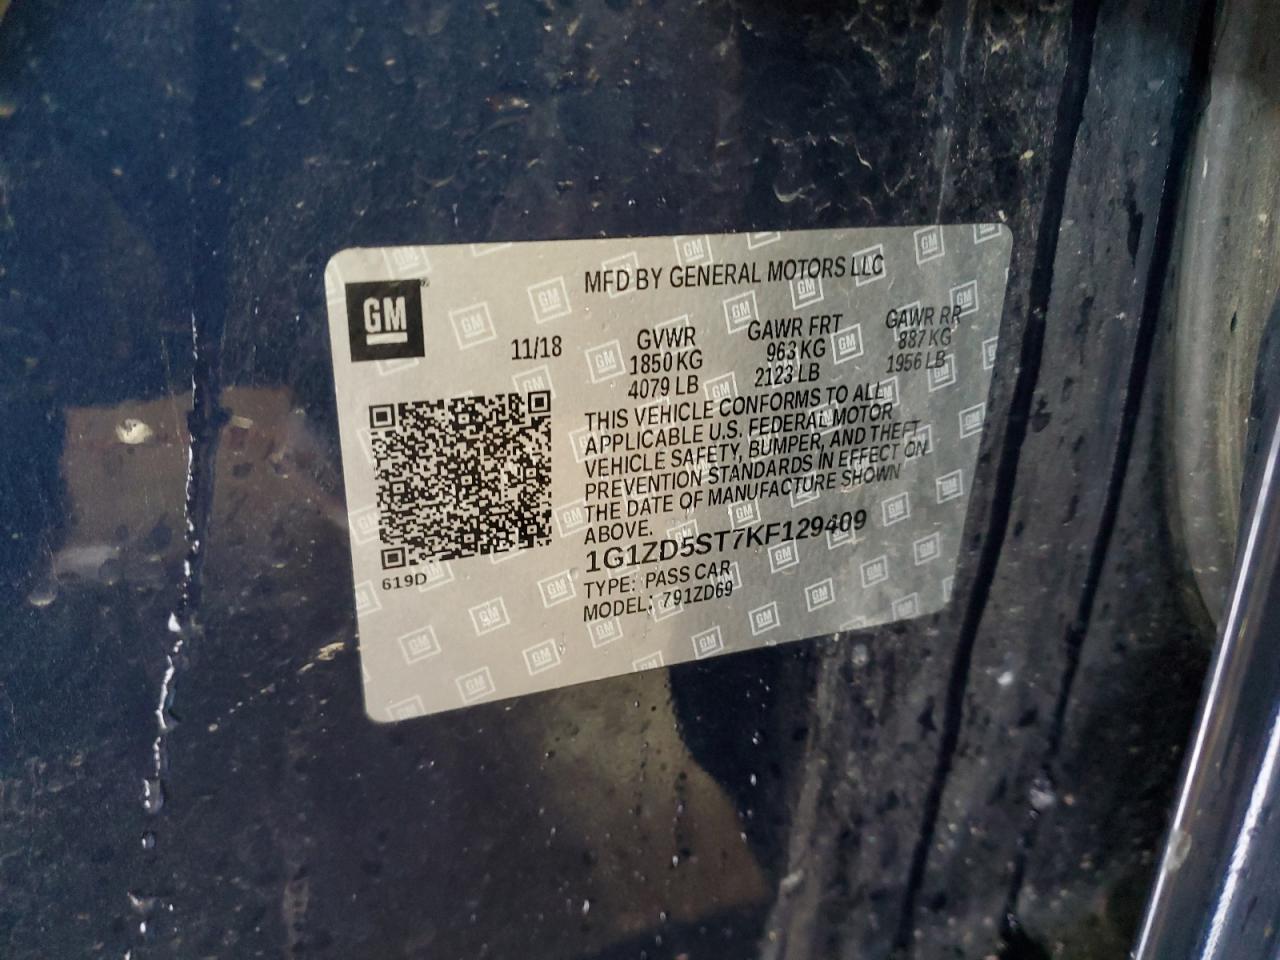 GM
MFD BY GENERAL MOTORS LLC
11/18
GVWR GAWR FRT GAWR RR
1850 KG 963 KG 887 KG
4079 LB 2123 LB 1956 LB
THIS VEHICLE CONFORMS TO ALL
APPLICABLE U.S. FEDERAL MOTOR
VEHICLE SAFETY, BUMPER, AND THEFT
PREVENTION STANDARDS IN EFFECT ON
THE DATE OF MANUFACTURE SHOWN
ABOVE.
1G1ZD5ST7KF129409
619D
TYPE: PASS CAR
MODEL: 791ZD69